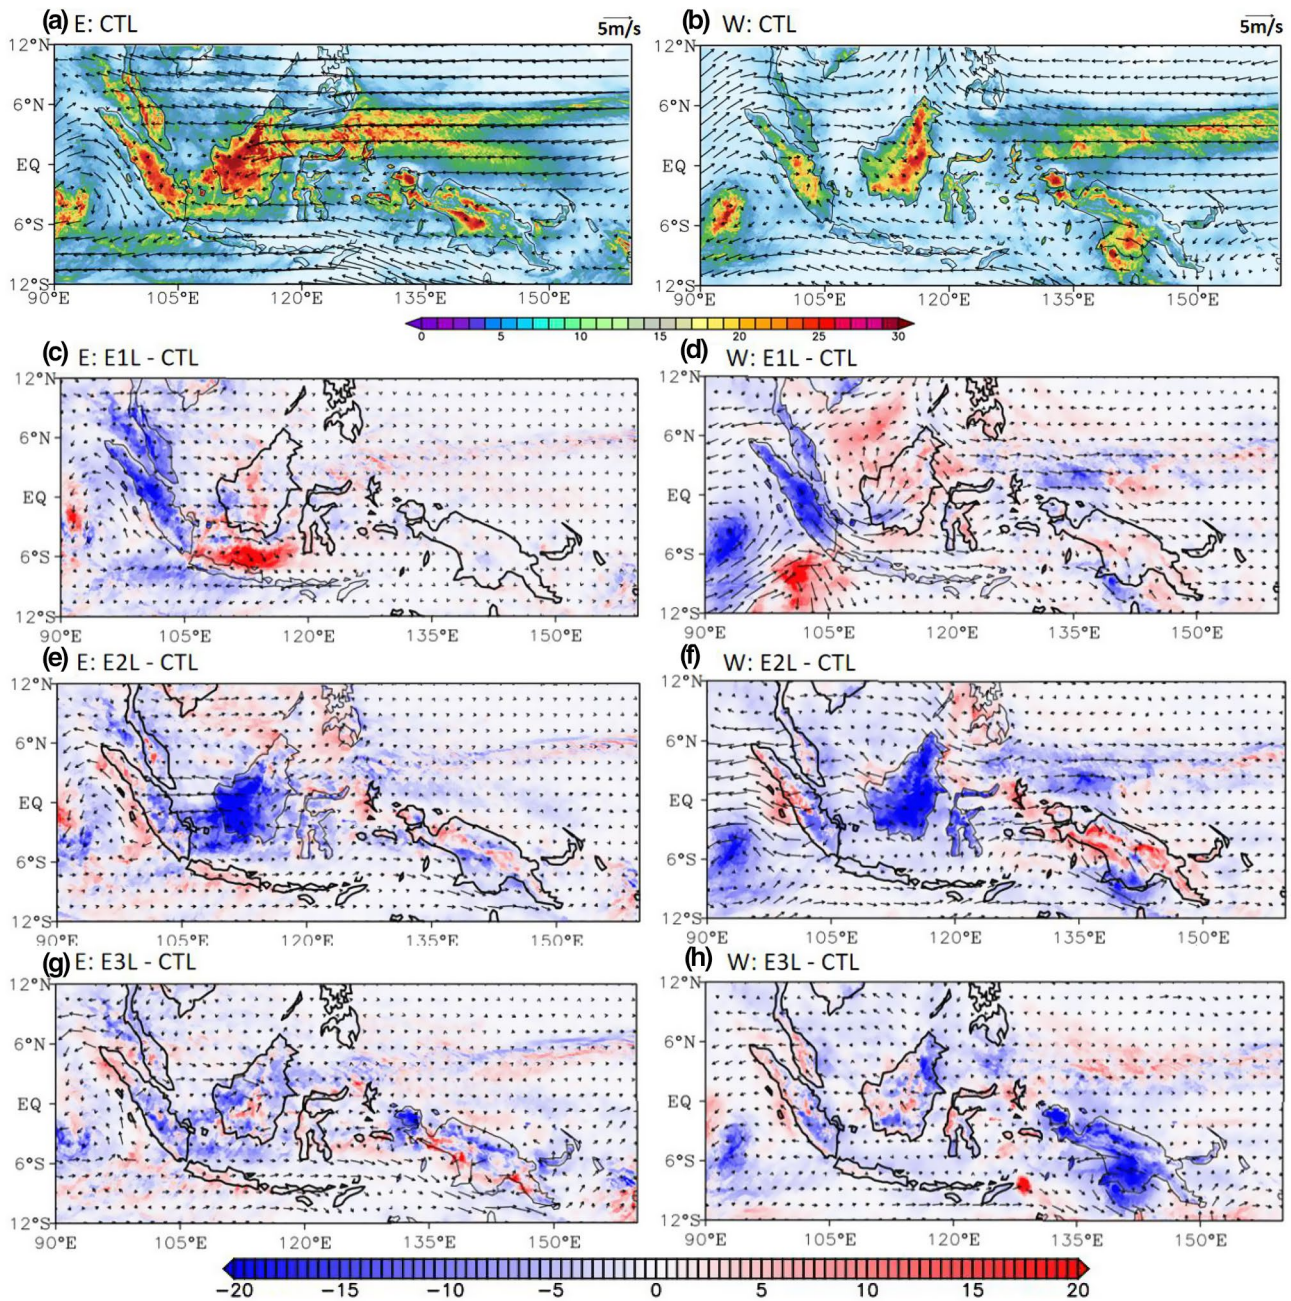 (a) E: CTL 5m/s (b) W: CTL 5m/s
12°N 12°N
6°N 6°N
EQ EQ
6°S 6°S
12°S 12°S
90°E 105°E 120°E 135°E 150°E 90°E 105°E 120°E 135°E 150°E
0 5 10 15 20 25 30
(c) E: E1L - CTL (d) W: E1L - CTL
12°N 12°N
6°N 6°N
EQ EQ
6°S 6°S
12°S 12°S
90°E 105°E 120°E 135°E 150°E 90°E 105°E 120°E 135°E 150°E
(e) E: E2L - CTL (f) W: E2L - CTL
12°N 12°N
6°N 6°N
EQ EQ
6°S 6°S
12°S 12°S
90°E 105°E 120°E 135°E 150°E 90°E 105°E 120°E 135°E 150°E
(g) E: E3L - CTL (h) W: E3L - CTL
12°N 12°N
6°N 6°N
EQ EQ
6°S 6°S
12°S 12°S
90°E 105°E 120°E 135°E 150°E 90°E 105°E 120°E 135°E 150°E
−20 −15 −10 −5 0 5 10 15 20